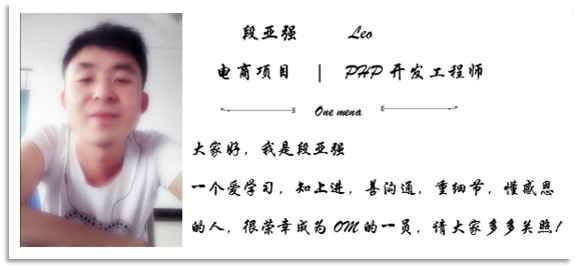 段亚强 Leo
电商项目 | PHP 开发工程师
One mena
大家好，我是段亚强
一个爱学习，知上进，善沟通，重细节，懂感恩
的人，很荣幸成为 OM 的一员，请大家多多关照！